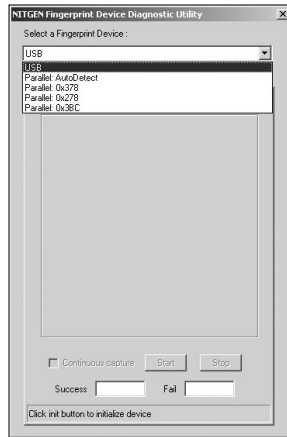 NITGEN Fingerprint Device Diagnostic Utility
Select a Fingerprint Device :
USB
USB
Parallel: AutoDetect
Parallel: 0x378
Parallel: 0x278
Parallel: 0x3BC
Continuous capture Start Stop
Success Fail
Click init button to initialize device